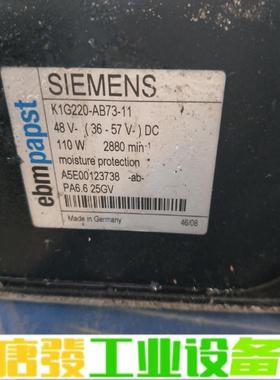 ebmpapst
SIEMENS
K1G220-AB73-11
48 V- ( 36 - 57 V- ) DC
110 W 2880 min⁻¹
moisture protection
A5E00123738 -ab-
PA6.6 25GV
Made in Germany
46/08
唐發工业设备